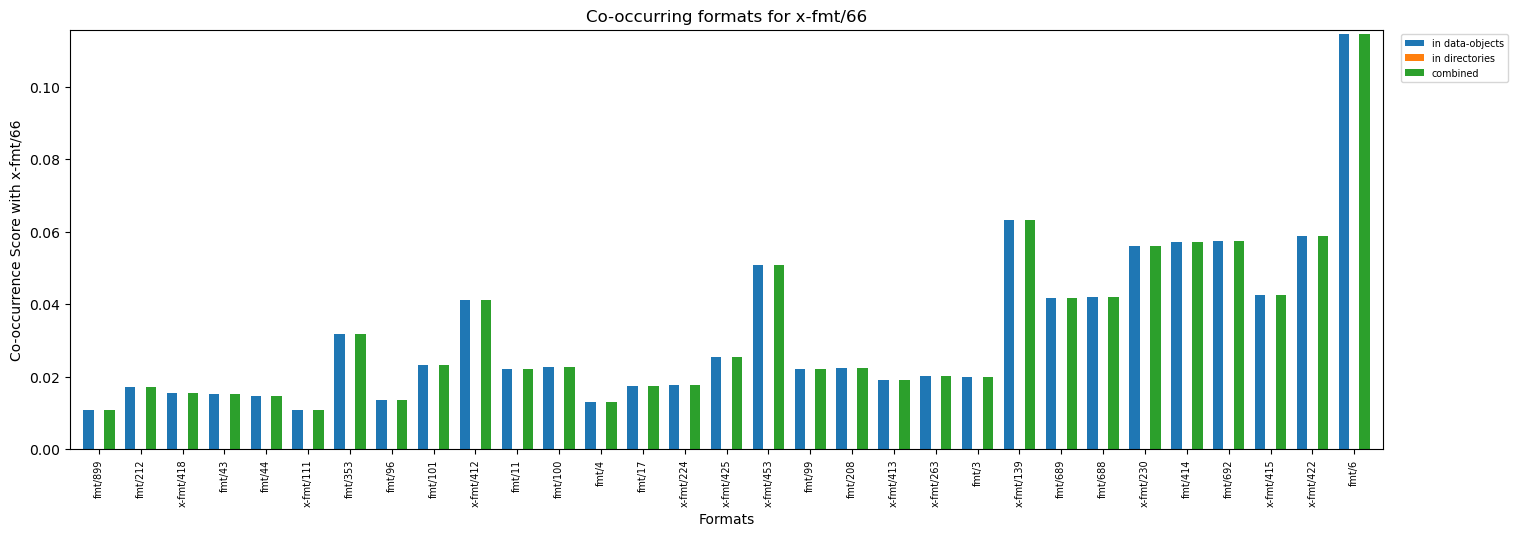 Co-occurring formats for x-fmt/66
Co-occurrence Score with x-fmt/66
0.10
0.08
0.06
0.04
0.02
0.00
fmt/899
fmt/212
x-fmt/418
fmt/43
fmt/44
x-fmt/111
fmt/353
fmt/96
fmt/101
x-fmt/412
fmt/11
fmt/100
fmt/4
fmt/17
x-fmt/224
x-fmt/425
x-fmt/453
fmt/99
fmt/208
x-fmt/413
x-fmt/263
fmt/3
x-fmt/139
fmt/689
fmt/688
x-fmt/230
fmt/414
fmt/692
x-fmt/415
x-fmt/422
fmt/6
Formats
in data-objects
in directories
combined